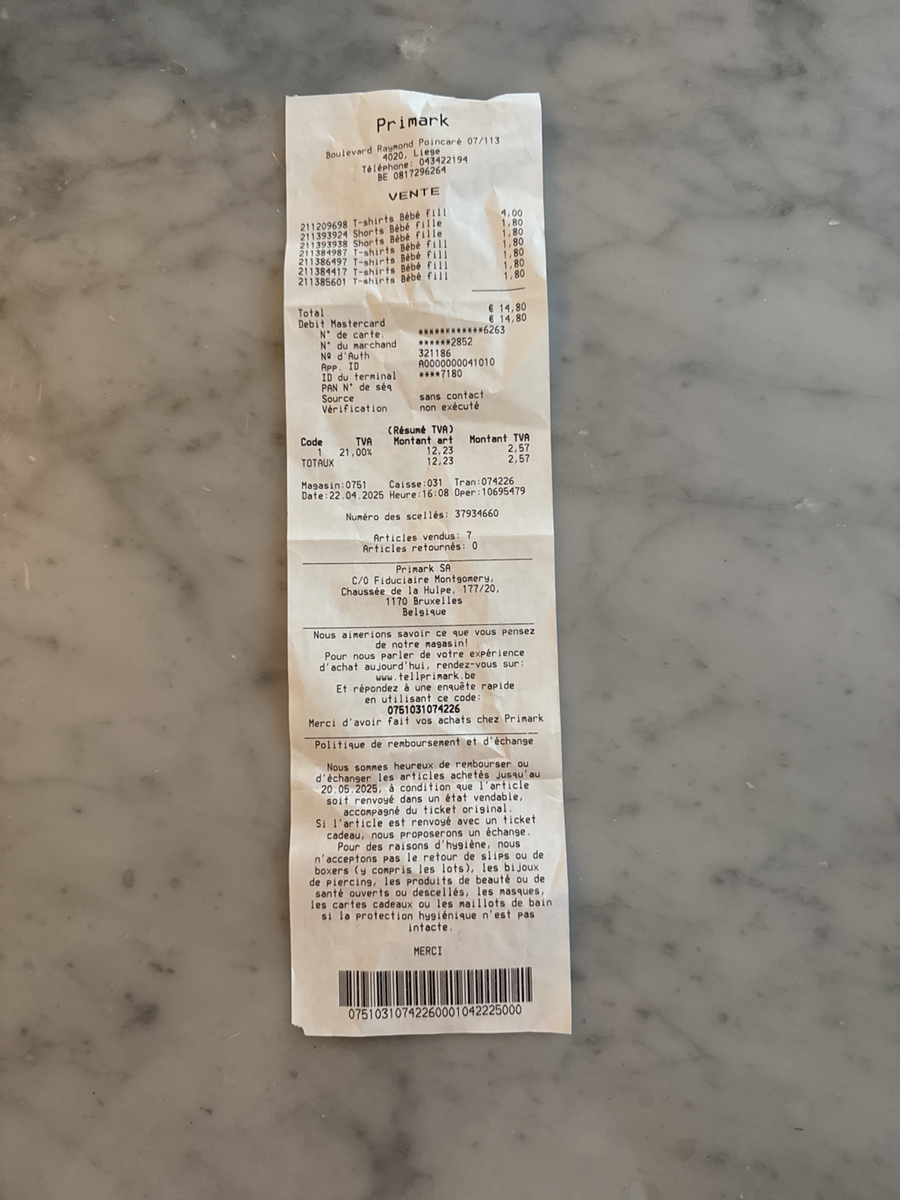 Primark
Boulevard Raymond Poincaré 07/113
4020, Liege
Téléphone: 043422194
BE 0817296264
VENTE
211209698 T-shirts Bébé fill 4,00
211393924 Shorts Bébé fille 1,80
211393938 Shorts Bébé fille 1,80
211384987 T-shirts Bébé fill 1,80
211386497 T-shirts Bébé fill 1,80
211384417 T-shirts Bébé fill 1,80
211385601 T-shirts Bébé fill 1,80
Total € 14,80
Debit Mastercard € 14,80
N° de carte. ************6263
N° du marchand ******2852
Nº d'Auth 321186
App. ID A0000000041010
ID du terminal ****7180
PAN N° de séq
Source sans contact
Vérification non exécuté
(Résumé TVA)
Code TVA Montant art Montant TVA
1 21,00% 12,23 2,57
TOTAUX 12,23 2,57
Magasin:0751 Caisse:031 Tran:074226
Date:22.04.2025 Heure:16:08 Oper:10695479
Numéro des scellés: 37934660
Articles vendus: 7
Articles retournés: 0
Primark SA
C/O Fiduciaire Montgomery,
Chaussée de la Hulpe, 177/20,
1170 Bruxelles
Belgique
Nous aimerions savoir ce que vous pensez
de notre magasin!
Pour nous parler de votre expérience
d'achat aujourd'hui, rendez-vous sur:
www.tellprimark.be
Et répondez à une enquête rapide
en utilisant ce code:
0751031074226
Merci d'avoir fait vos achats chez Primark
Politique de remboursement et d'échange
Nous sommes heureux de rembourser ou
d'échanger les articles achetés jusqu'au
20.05.2025, à condition que l'article
soit renvoyé dans un état vendable,
accompagné du ticket original.
Si l'article est renvoyé avec un ticket
cadeau, nous proposerons un échange.
Pour des raisons d'hygiène, nous
n'acceptons pas le retour de slips ou de
boxers (y compris les lots), les bijoux
de piercing, les produits de beauté ou de
santé ouverts ou descellés, les masques,
les cartes cadeaux ou les maillots de bain
si la protection hygiénique n'est pas
intacte.
MERCI
07510310742260001042225000